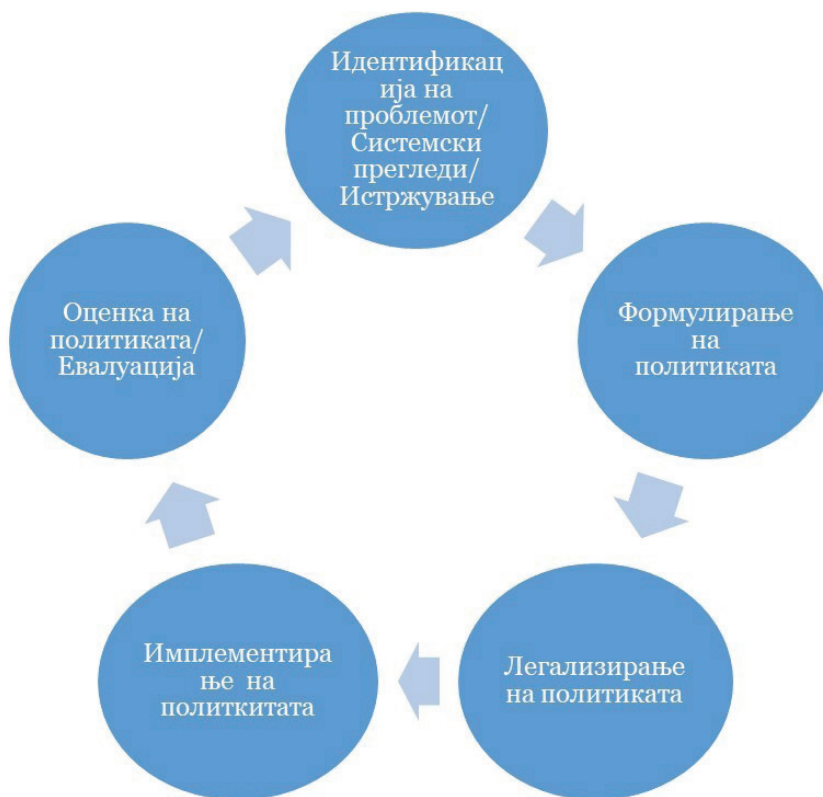 Идентификац
ија на
проблемот/
Системски
прегледи/
Истржување
Формулирање
на
политиката
Легализирање
на политиката
Имплементира
ње на
политкитата
Оценка на
политиката/
Евалуација